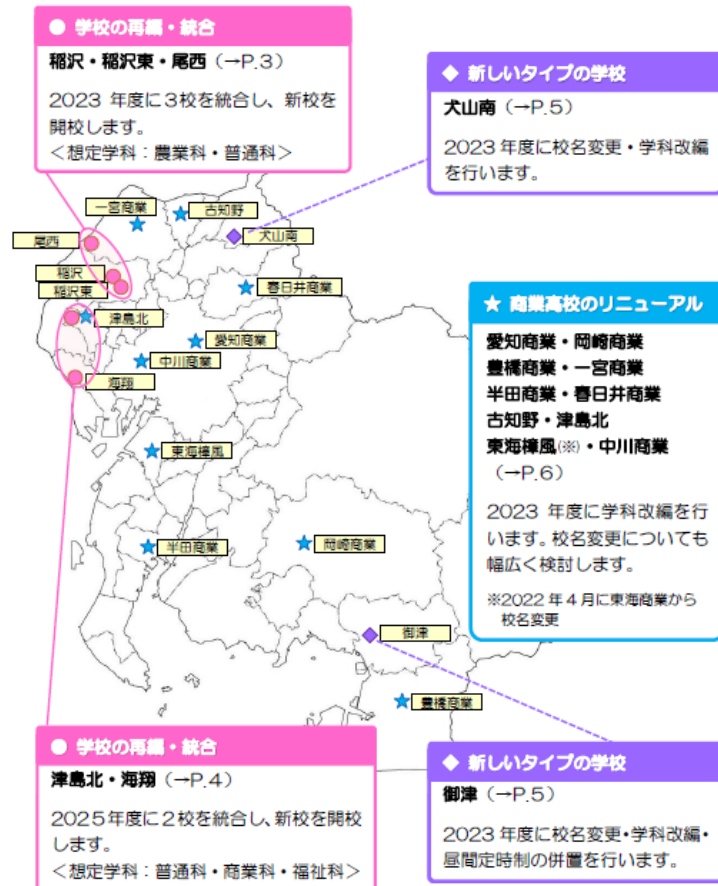 ● 学校の再編・統合
稲沢・稲沢東・尾西（→P.3）
2023 年度に３校を統合し、新校を
開校します。
＜想定学科：農業科・普通科＞
◆ 新しいタイプの学校
犬山南（→P.5）
2023 年度に校名変更・学科改編
を行います。
一宮商業
古知野
尾西
犬山南
稲沢
稲沢東
春日井商業
津島北
愛知商業
中川商業
海翔
東海樟風
半田商業
岡崎商業
御津
豊橋商業
★ 商業高校のリニューアル
愛知商業・岡崎商業
豊橋商業・一宮商業
半田商業・春日井商業
古知野・津島北
東海樟風(※)・中川商業
（→P.6）
2023 年度に学科改編を行
います。校名変更についても
幅広く検討します。
※2022 年４月に東海商業から
校名変更
● 学校の再編・統合
津島北・海翔（→P.4）
2025年度に２校を統合し、新校を開校
します。
＜想定学科：普通科・商業科・福祉科＞
◆ 新しいタイプの学校
御津（→P.5）
2023 年度に校名変更・学科改編・
昼間定時制の併置を行います。